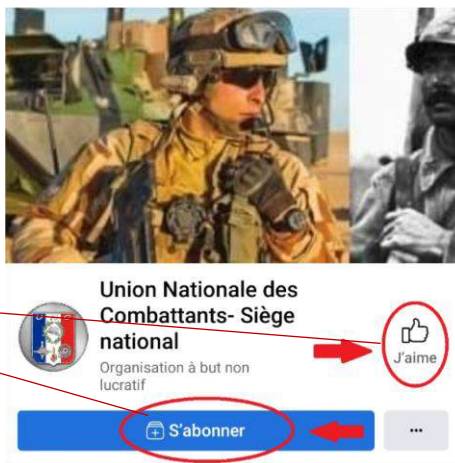 Union Nationale des
Combattants- Siège
national
Organisation à but non
lucratif
J'aime
S'abonner
...